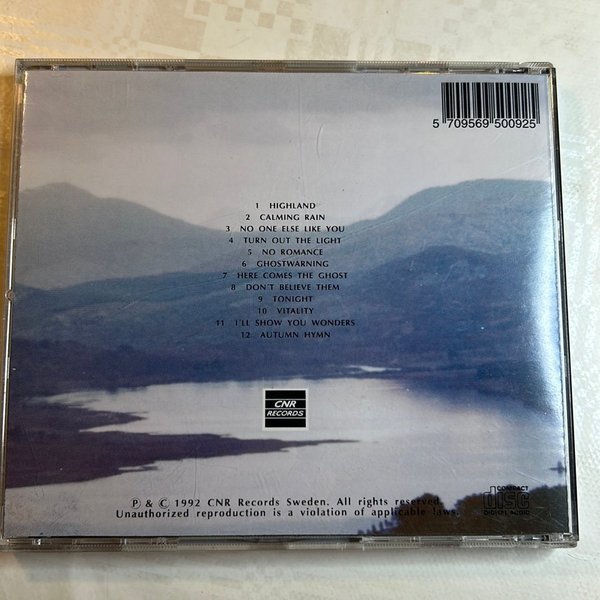 5 709569 500925
1 HIGHLAND
2 CALMING RAIN
3 NO ONE ELSE LIKE YOU
4 TURN OUT THE LIGHT
5 NO ROMANCE
6 GHOSTWARNING
7 HERE COMES THE GHOST
8 DON'T BELIEVE THEM
9 TONIGHT
10 VITALITY
11 I'LL SHOW YOU WONDERS
12 AUTUMN HYMN
CNR
RECORDS
℗ & © 1992 CNR Records Sweden. All rights reserved.
Unauthorized reproduction is a violation of applicable laws.
COMPACT
disc
DIGITAL AUDIO